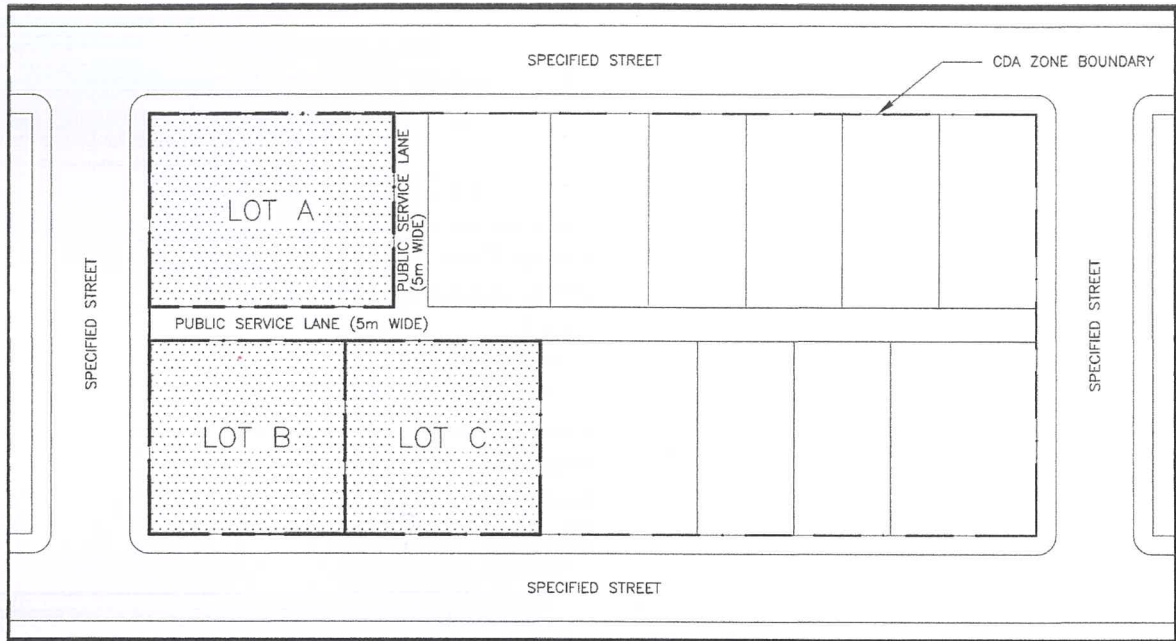 SPECIFIED STREET
CDA ZONE BOUNDARY
LOT A
PUBLIC SERVICE LANE
(5m WIDE)
SPECIFIED STREET
SPECIFIED STREET
PUBLIC SERVICE LANE (5m WIDE)
LOT B
LOT C
SPECIFIED STREET